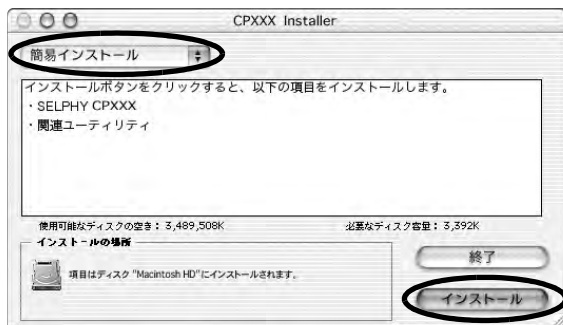 CPXXX Installer
簡易インストール
インストールボタンをクリックすると、以下の項目をインストールします。
・SELPHY CPXXX
・関連ユーティリティ
使用可能なディスクの空き：3,489,508K 必要なディスク容量：3,392K
インストールの場所
項目はディスク "Macintosh HD"にインストールされます。
終了
インストール